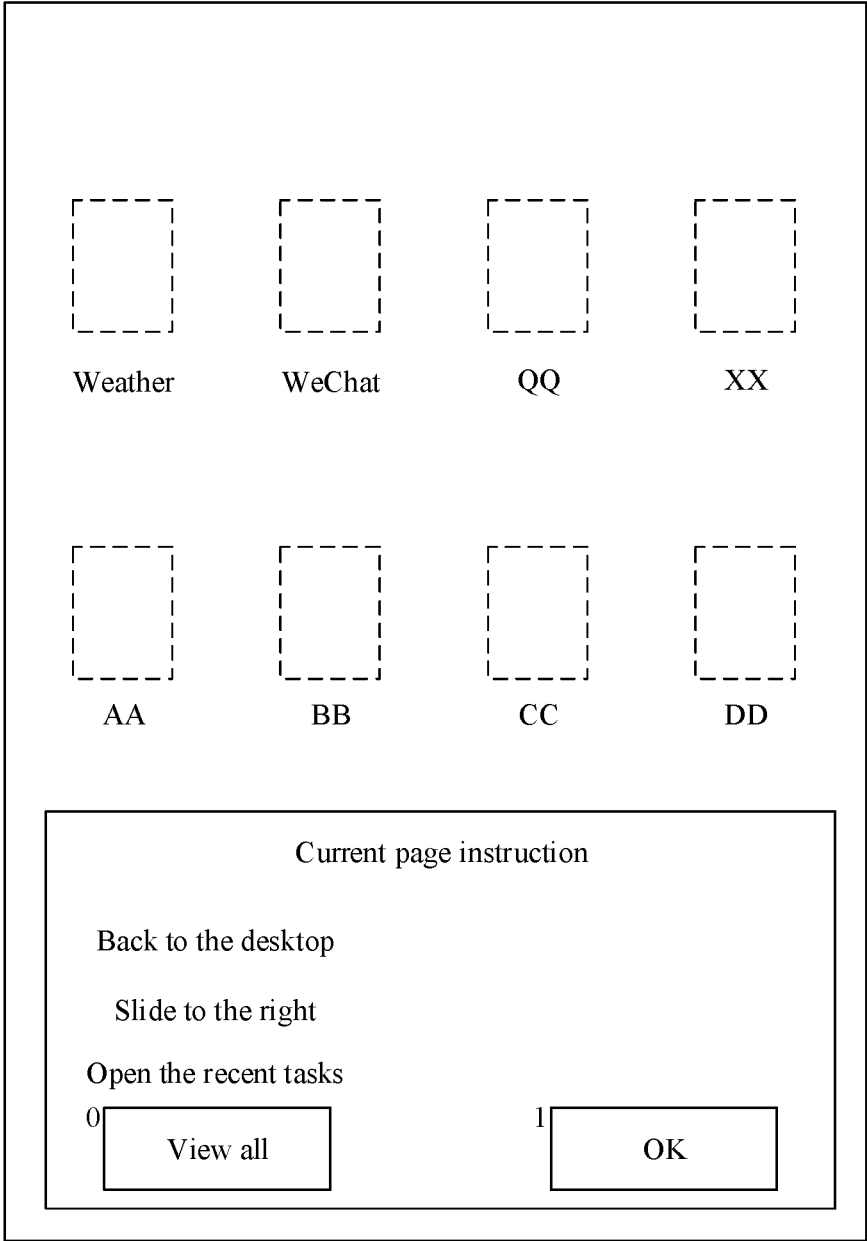 Weather WeChat QQ XX
AA BB CC DD
Current page instruction
Back to the desktop
Slide to the right
Open the recent tasks
0 View all 1 OK